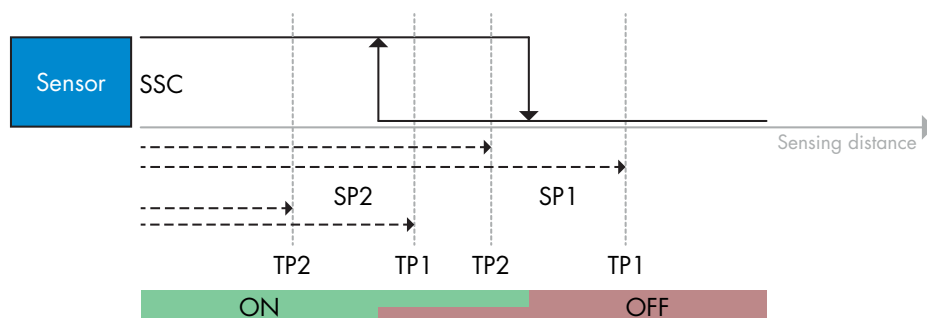 Sensor
SSC
Sensing distance
SP2
SP1
TP2
TP1
TP2
TP1
ON
OFF